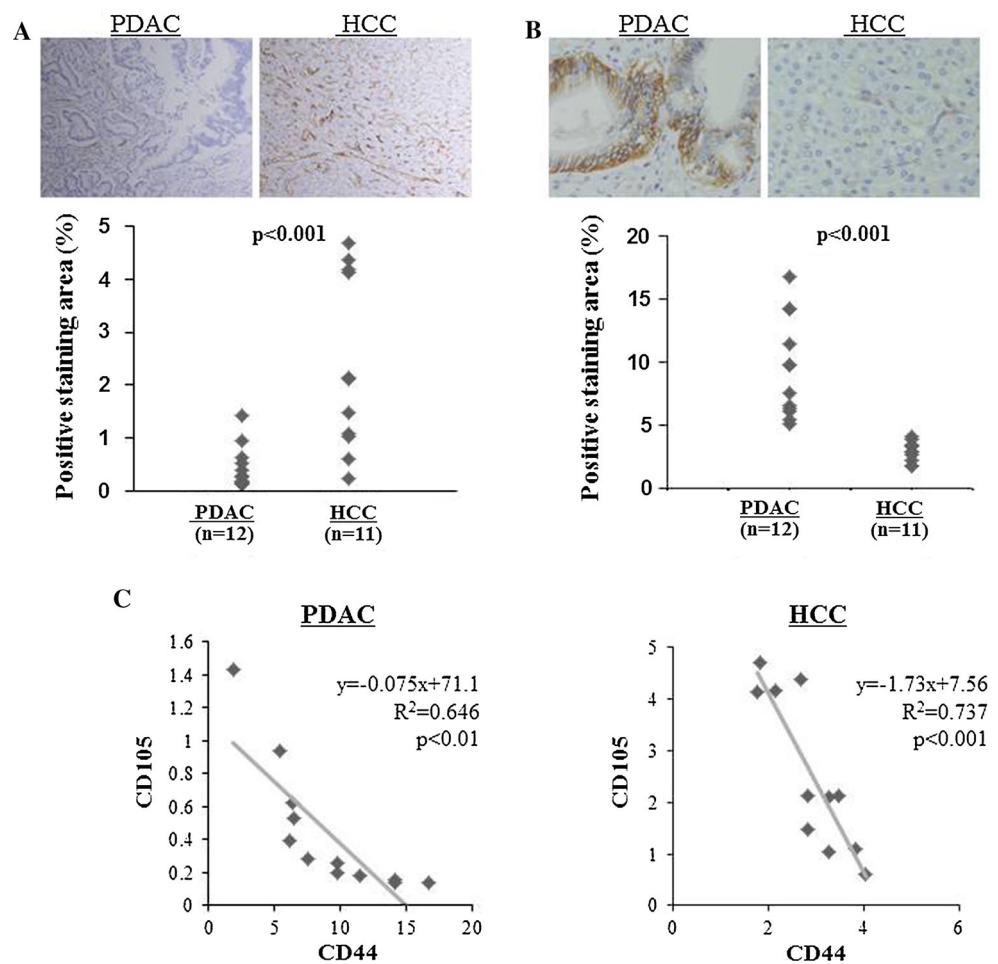 A
PDAC
HCC
Positive staining area (%)
5
4
3
2
1
0
p<0.001
PDAC
(n=12)
HCC
(n=11)
B
PDAC
HCC
Positive staining area (%)
20
15
10
5
0
p<0.001
PDAC
(n=12)
HCC
(n=11)
C
PDAC
CD105
1.6
1.4
1.2
1
0.8
0.6
0.4
0.2
0
y=-0.075x+71.1
R²=0.646
p<0.01
0 5 10 15 20
CD44
HCC
CD105
5
4
3
2
1
0
y=-1.73x+7.56
R²=0.737
p<0.001
0 2 4 6
CD44